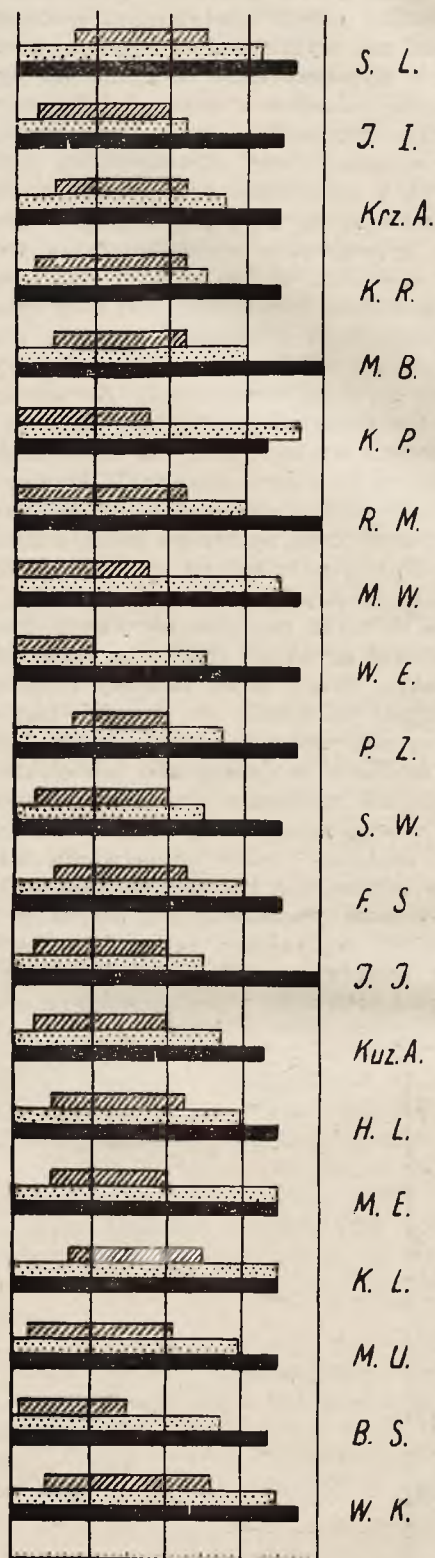 S. L.
J. I.
Krz. A.
K. R.
M. B.
K. P.
R. M.
M. W.
W. E.
P. Z.
S. W.
F. S
J. J.
Kuz. A.
H. L.
M. E.
K. L.
M. U.
B. S.
W. K.